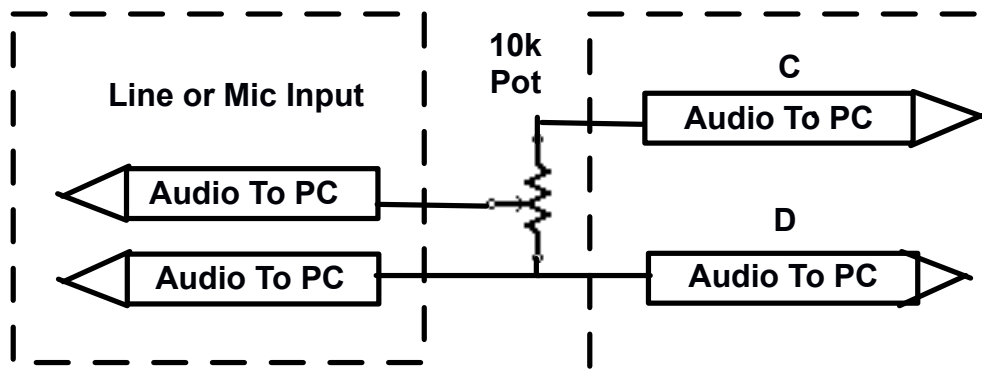 10k
Pot
C
Line or Mic Input
Audio To PC
Audio To PC
D
Audio To PC
Audio To PC